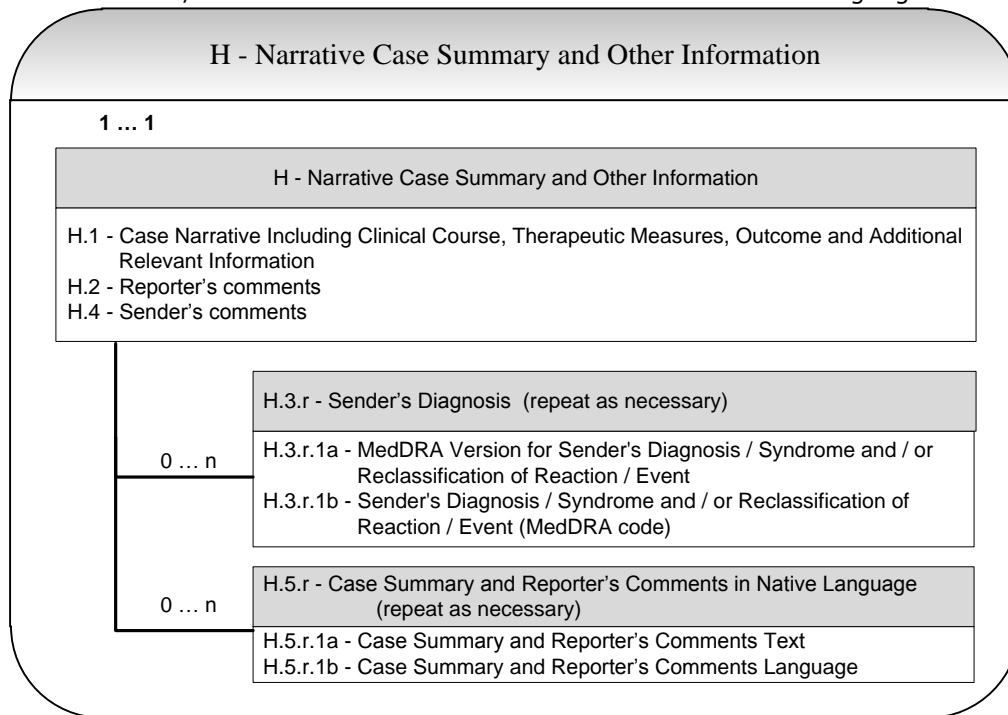 H - Narrative Case Summary and Other Information
1 … 1
H - Narrative Case Summary and Other Information
H.1 - Case Narrative Including Clinical Course, Therapeutic Measures, Outcome and Additional
Relevant Information
H.2 - Reporter’s comments
H.4 - Sender’s comments
H.3.r - Sender’s Diagnosis (repeat as necessary)
0 … n
H.3.r.1a - MedDRA Version for Sender's Diagnosis / Syndrome and / or
Reclassification of Reaction / Event
H.3.r.1b - Sender's Diagnosis / Syndrome and / or Reclassification of
Reaction / Event (MedDRA code)
H.5.r - Case Summary and Reporter’s Comments in Native Language
(repeat as necessary)
0 … n
H.5.r.1a - Case Summary and Reporter’s Comments Text
H.5.r.1b - Case Summary and Reporter’s Comments Language